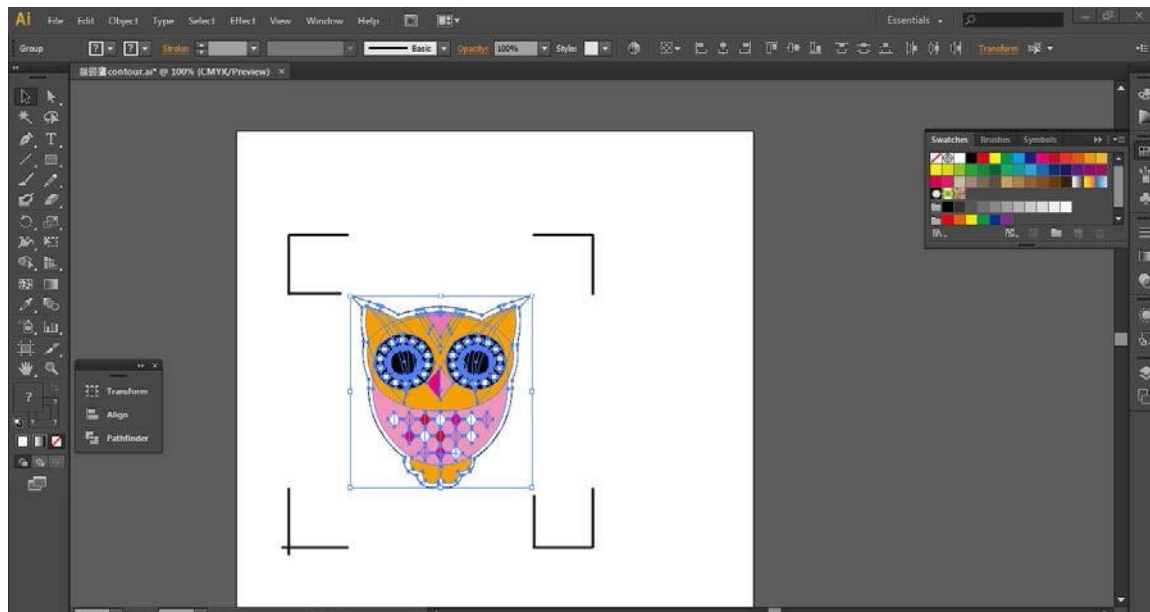 Ai File Edit Object Type Select Effect View Window Help Essentials
Group ? ? Stroke: Basic Opacity: 100% Style: Transform
contour.ai* @ 100% (CMYK/Preview) ×
Swatches Brushes Symbols
Transform
Align
Pathfinder
?
? ?